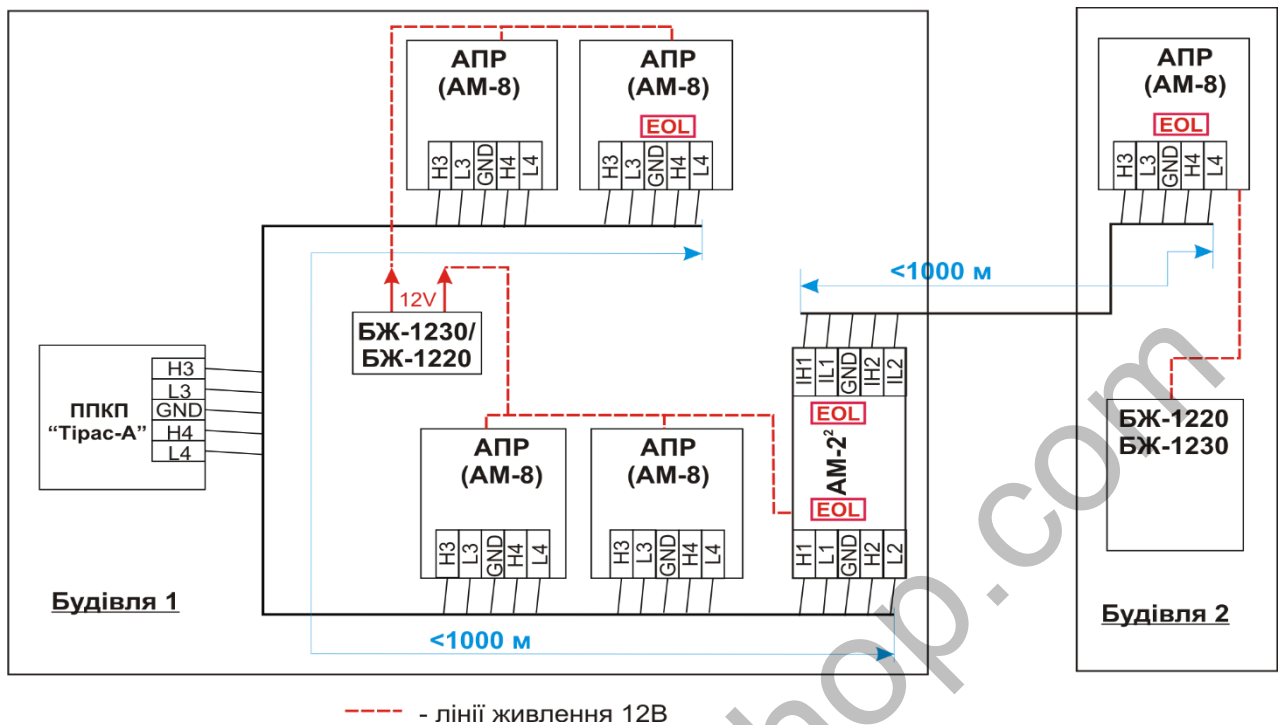 АПР
(АМ-8)
H3 L3 GND H4 L4
АПР
(АМ-8)
EOL
H3 L3 GND H4 L4
АПР
(АМ-8)
EOL
H3 L3 GND H4 L4
<1000 м
12V
БЖ-1230/
БЖ-1220
ППКП
“Тірас-А”
H3
L3
GND
H4
L4
IH1 IL1 GND IH2 IL2
EOL
АМ-2²
EOL
H1 L1 GND H2 L2
АПР
(АМ-8)
H3 L3 GND H4 L4
АПР
(АМ-8)
H3 L3 GND H4 L4
БЖ-1220
БЖ-1230
Будівля 1
<1000 м
Будівля 2
- лінії живлення 12В
hop.com